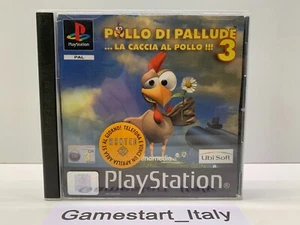 PlayStation
PAL
POLLO DI PALLUDE
...LA CACCIA AL POLLO !!!
3
UBI SOFT
PlayStation
Gamestart_Italy